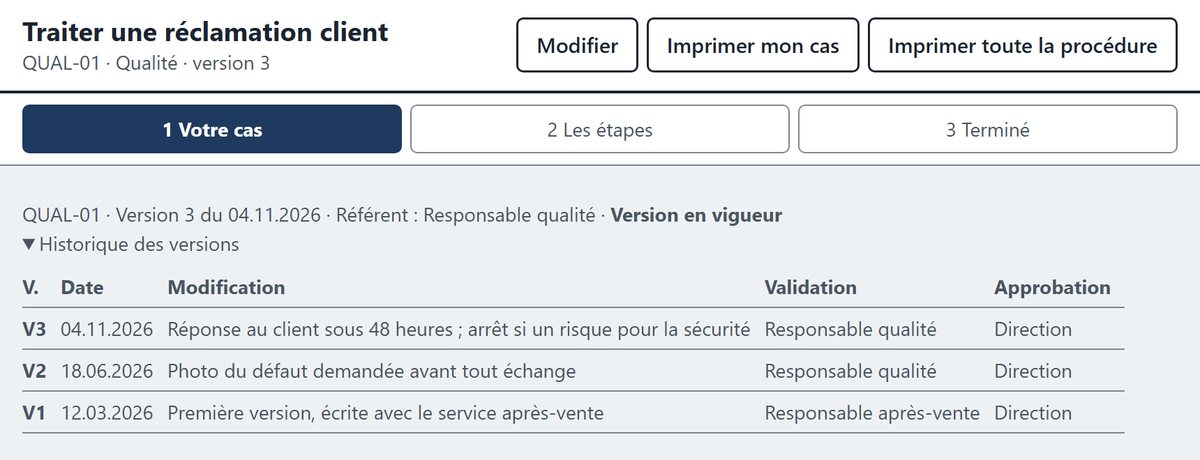 Traiter une réclamation client
QUAL-01 · Qualité · version 3
Modifier
Imprimer mon cas
Imprimer toute la procédure
1 Votre cas
2 Les étapes
3 Terminé
QUAL-01 · Version 3 du 04.11.2026 · Référent : Responsable qualité · Version en vigueur
▼ Historique des versions
V. Date Modification Validation Approbation
V3 04.11.2026 Réponse au client sous 48 heures ; arrêt si un risque pour la sécurité Responsable qualité Direction
V2 18.06.2026 Photo du défaut demandée avant tout échange Responsable qualité Direction
V1 12.03.2026 Première version, écrite avec le service après-vente Responsable après-vente Direction